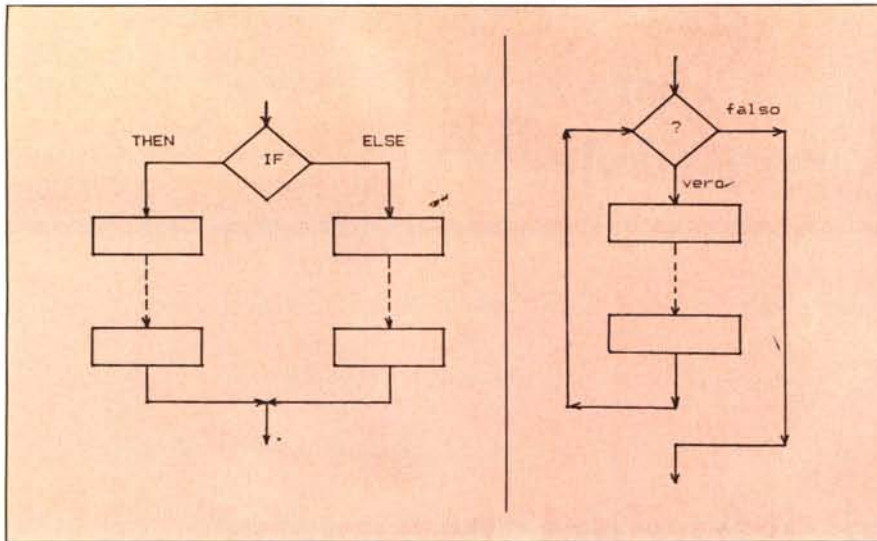 THEN
IF
ELSE
?
falso
vero